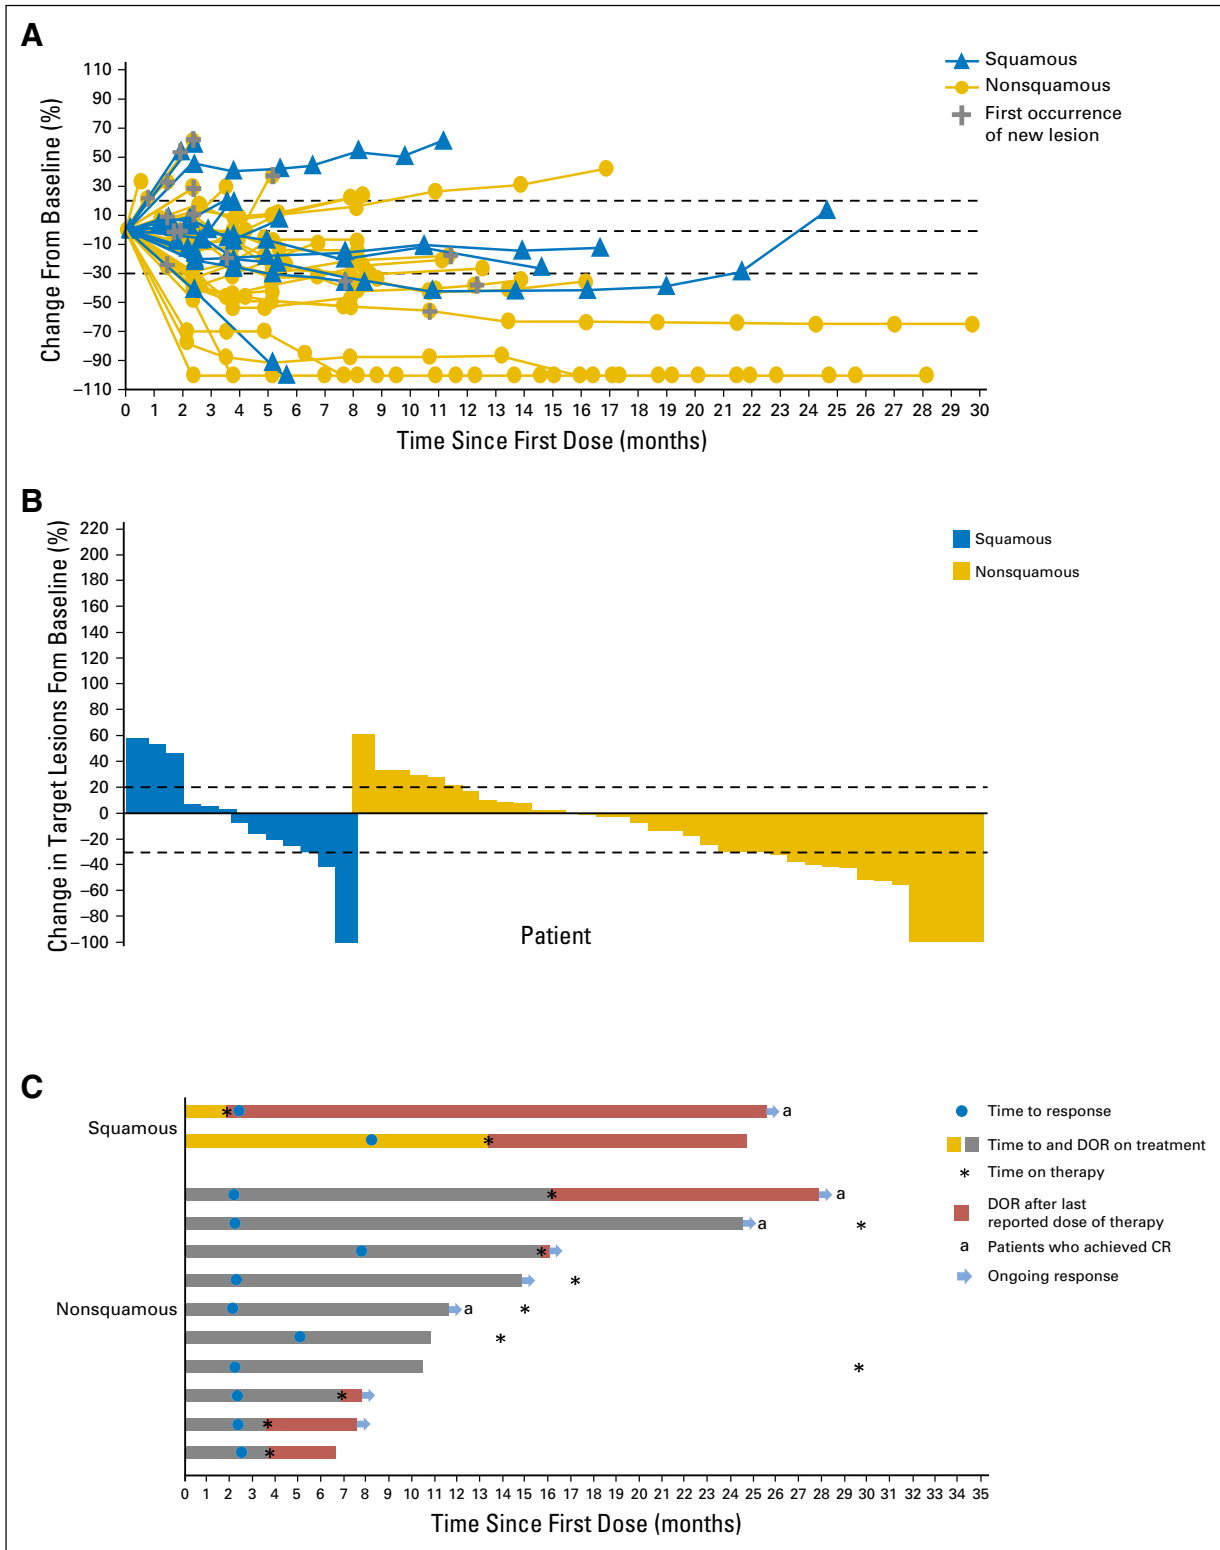 A
Change From Baseline (%)
110
90
70
50
30
10
–10
–30
–50
–70
–90
–110
0 1 2 3 4 5 6 7 8 9 10 11 12 13 14 15 16 17 18 19 20 21 22 23 24 25 26 27 28 29 30
Time Since First Dose (months)
Squamous
Nonsquamous
First occurrence
of new lesion
B
Change in Target Lesions Fom Baseline (%)
220
200
180
160
140
120
100
80
60
40
20
0
–20
–40
–60
–80
–100
Patient
Squamous
Nonsquamous
C
Squamous
Nonsquamous
* a
*
* a
a *
*
*
a *
*
*
*
*
*
0 1 2 3 4 5 6 7 8 9 10 11 12 13 14 15 16 17 18 19 20 21 22 23 24 25 26 27 28 29 30 31 32 33 34 35
Time Since First Dose (months)
Time to response
Time to and DOR on treatment
* Time on therapy
DOR after last
reported dose of therapy
a Patients who achieved CR
Ongoing response